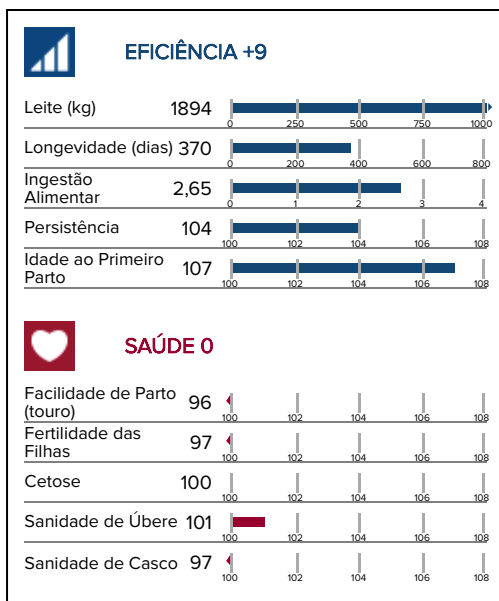 EFICIÊNCIA +9
Leite (kg) 1894
0 250 500 750 1000
Longevidade (dias) 370
0 200 400 600 800
Ingestão
Alimentar 2,65
0 1 2 3 4
Persistência 104
100 102 104 106 108
Idade ao Primeiro
Parto 107
100 102 104 106 108
SAÚDE 0
Facilidade de Parto
(touro) 96
100 102 104 106 108
Fertilidade das
Filhas 97
100 102 104 106 108
Cetose 100
100 102 104 106 108
Sanidade de Úbere 101
100 102 104 106 108
Sanidade de Casco 97
100 102 104 106 108